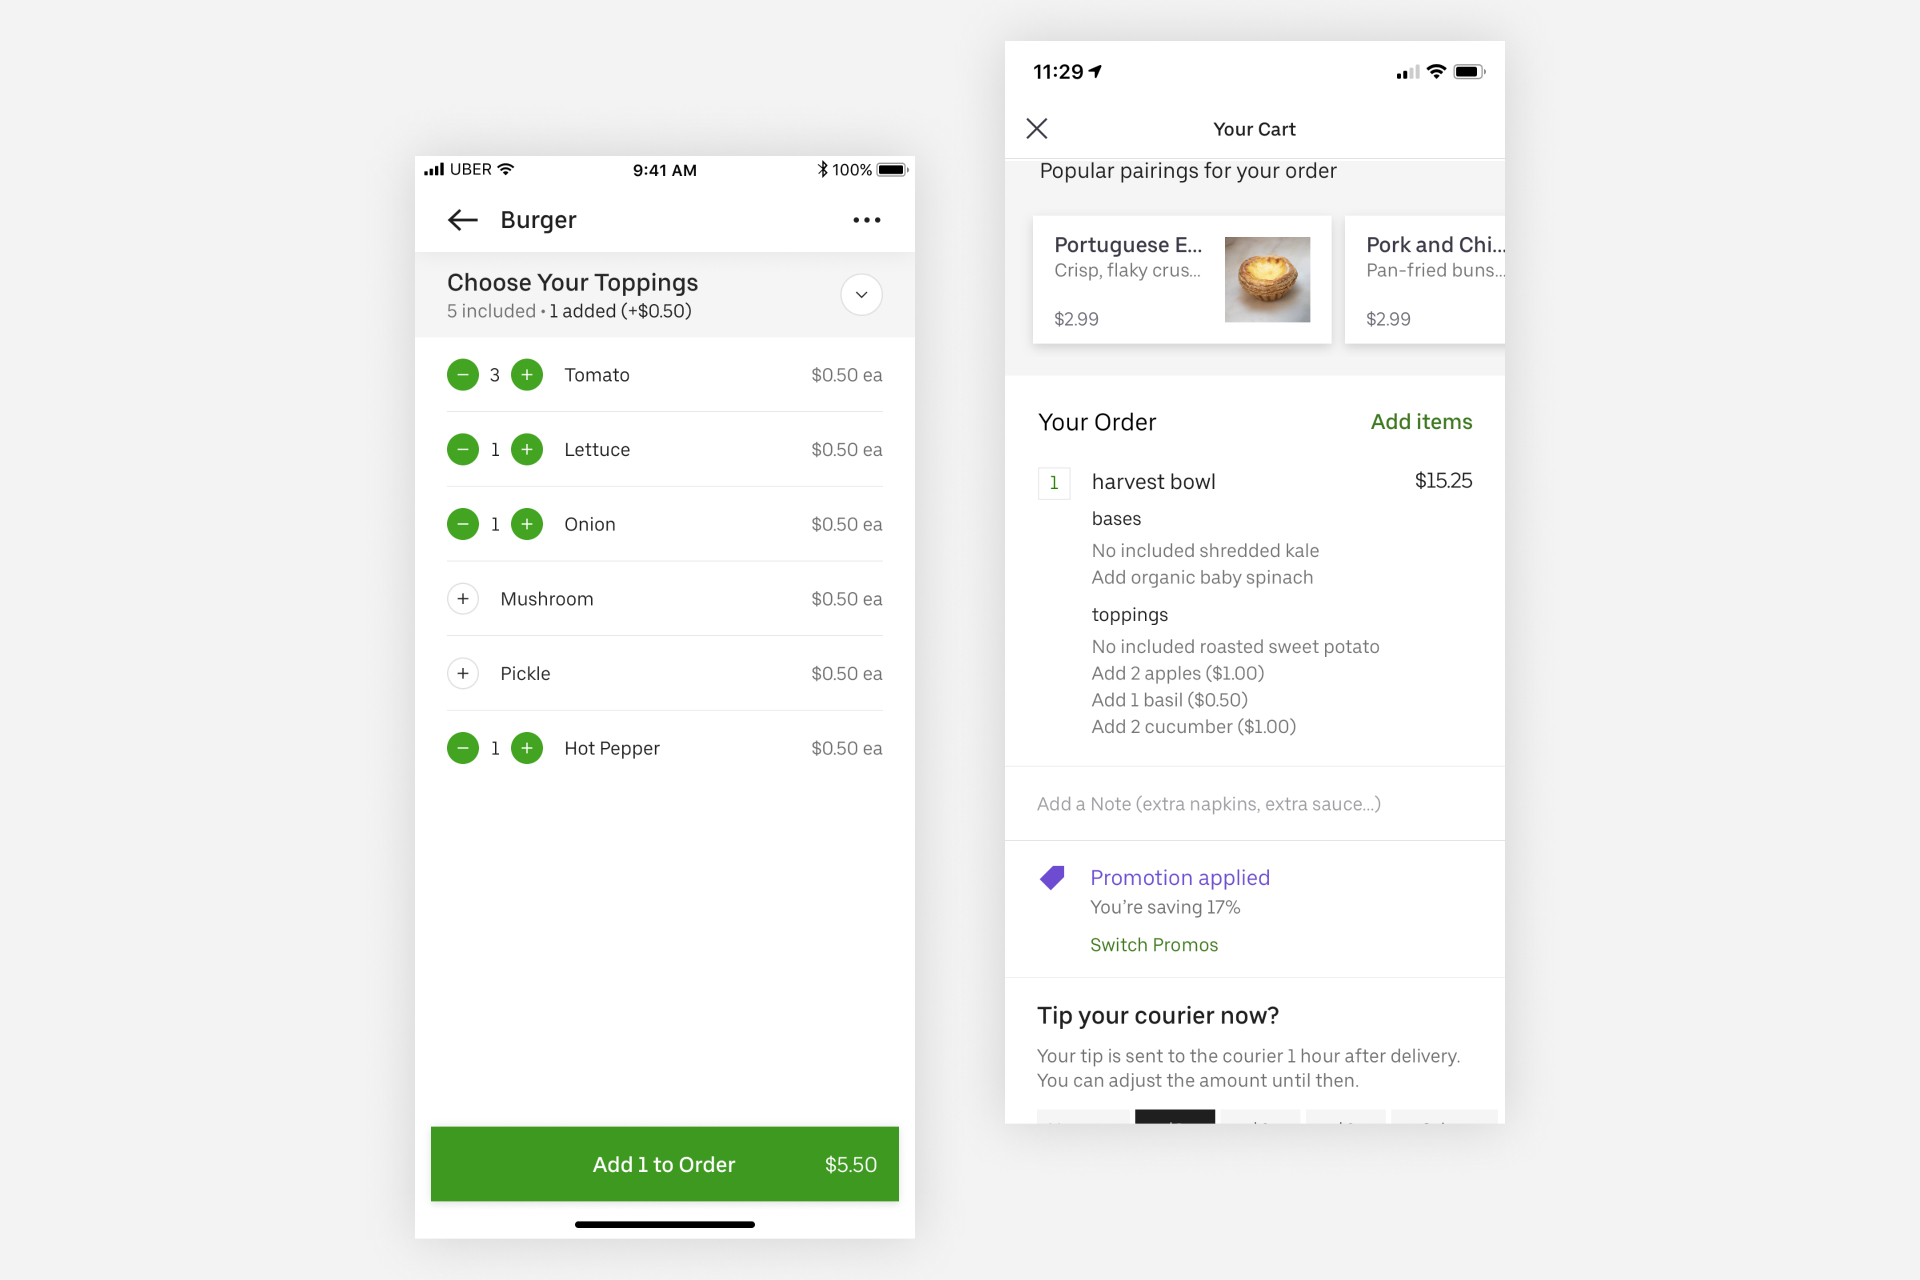 UBER 9:41 AM 100%
Burger
Choose Your Toppings
5 included • 1 added (+$0.50)
3 Tomato $0.50 ea
1 Lettuce $0.50 ea
1 Onion $0.50 ea
Mushroom $0.50 ea
Pickle $0.50 ea
1 Hot Pepper $0.50 ea
Add 1 to Order $5.50
11:29
Your Cart
Popular pairings for your order
Portuguese E...
Crisp, flaky crus...
$2.99
Pork and Chi...
Pan-fried buns...
$2.99
Your Order Add items
1 harvest bowl $15.25
bases
No included shredded kale
Add organic baby spinach
toppings
No included roasted sweet potato
Add 2 apples ($1.00)
Add 1 basil ($0.50)
Add 2 cucumber ($1.00)
Add a Note (extra napkins, extra sauce...)
Promotion applied
You’re saving 17%
Switch Promos
Tip your courier now?
Your tip is sent to the courier 1 hour after delivery.
You can adjust the amount until then.